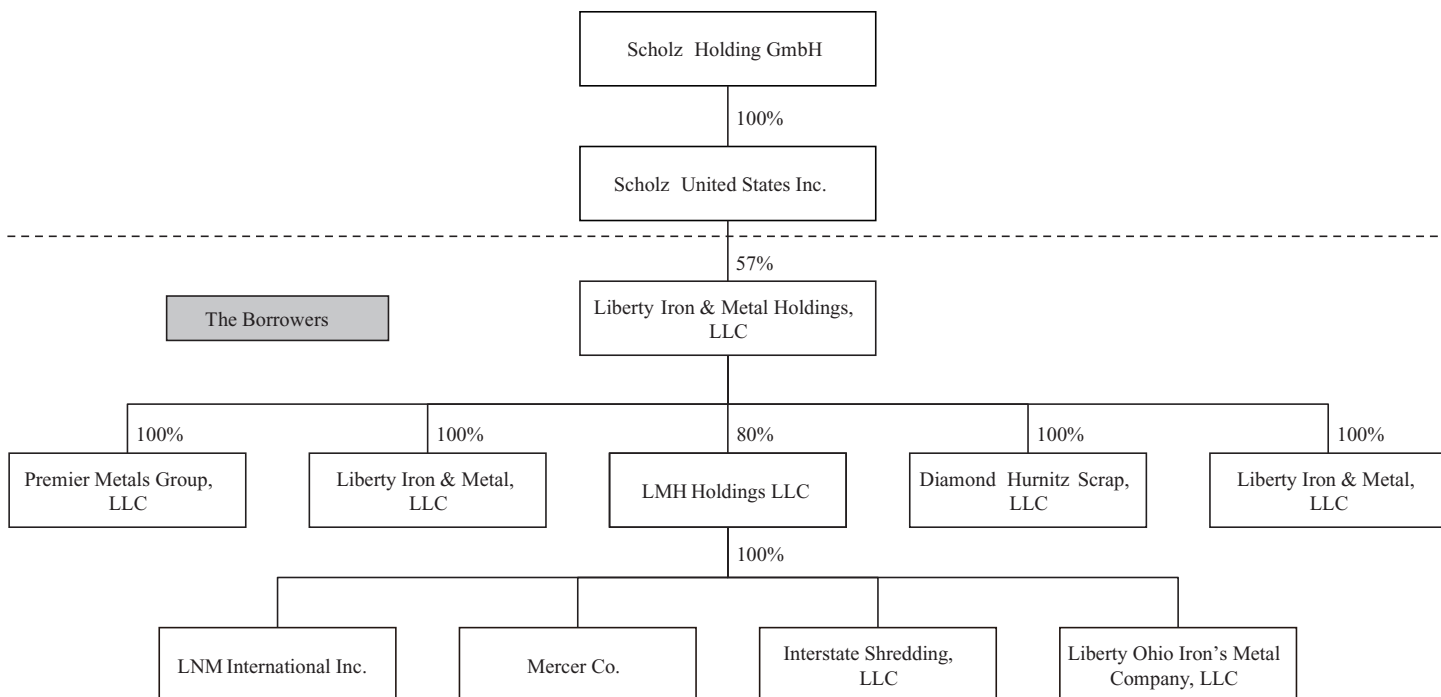 Scholz Holding GmbH
100%
Scholz United States Inc.
57%
The Borrowers
Liberty Iron & Metal Holdings,
LLC
100%
100%
80%
100%
100%
Premier Metals Group,
LLC
Liberty Iron & Metal,
LLC
LMH Holdings LLC
Diamond Hurnitz Scrap,
LLC
Liberty Iron & Metal,
LLC
100%
LNM International Inc.
Mercer Co.
Interstate Shredding,
LLC
Liberty Ohio Iron’s Metal
Company, LLC